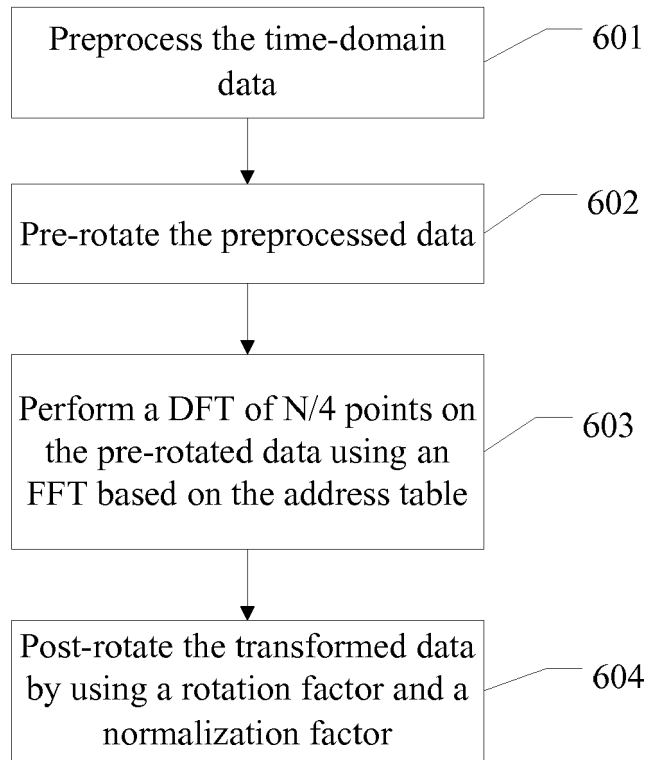 Preprocess the time-domain
data
601
Pre-rotate the preprocessed data
602
Perform a DFT of N/4 points on
the pre-rotated data using an
FFT based on the address table
603
Post-rotate the transformed data
by using a rotation factor and a
normalization factor
604